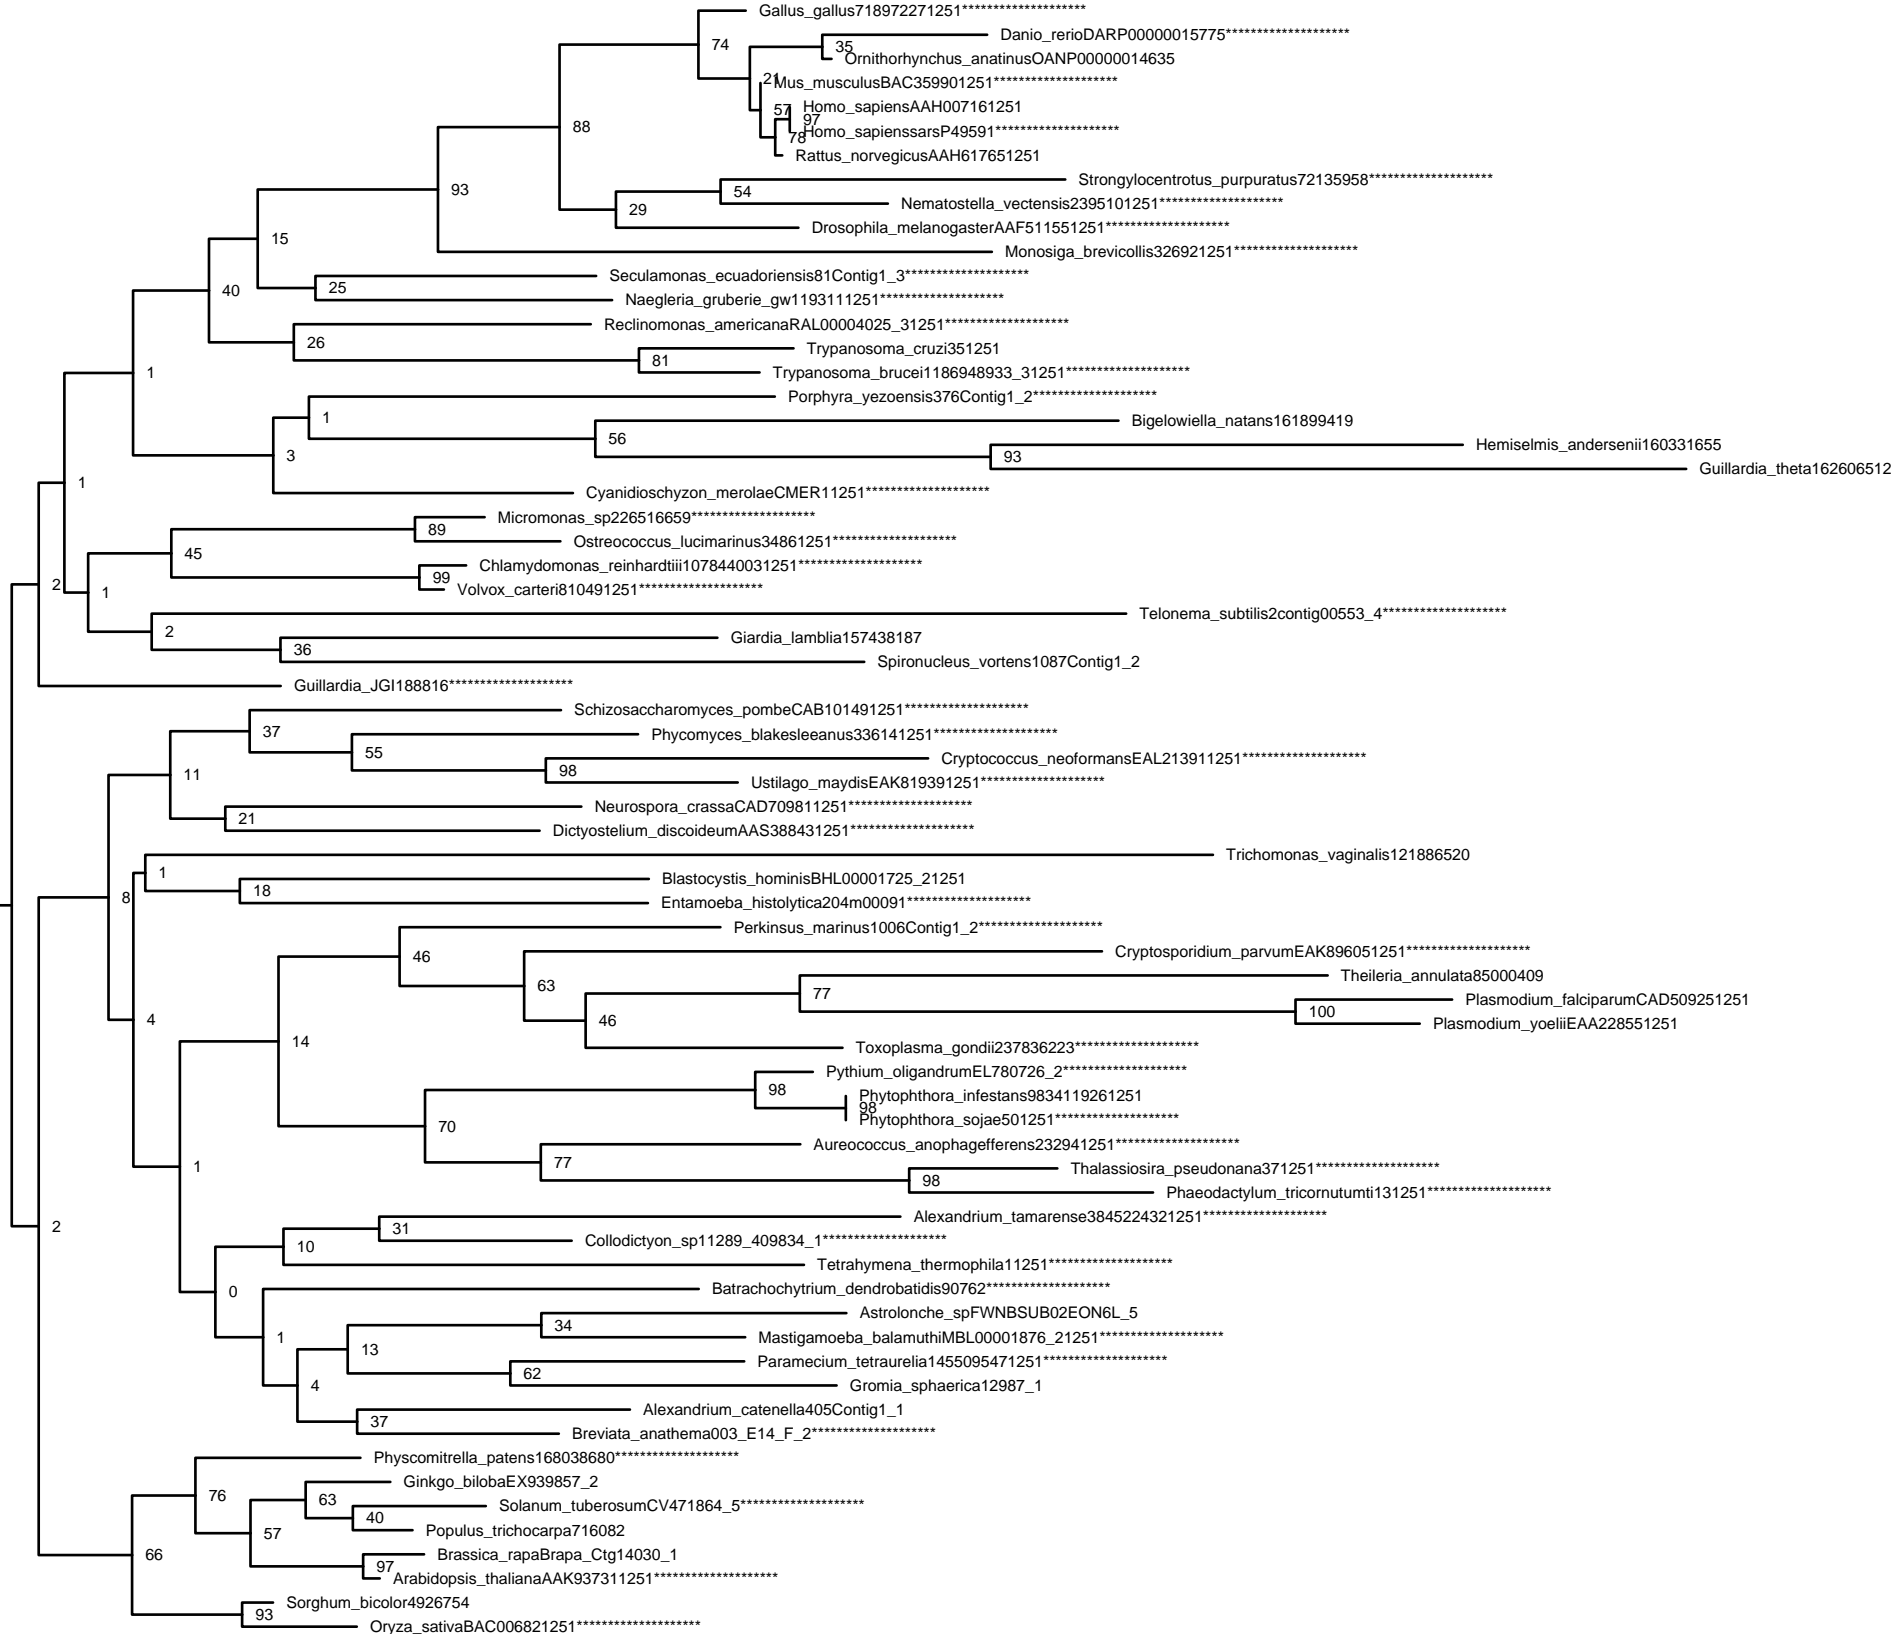 Gallus_gallus718972271251********************
74
Danio_rerioDARP00000015775********************
35
Ornithorhynchus_anatinusOANP00000014635
21
Mus_musculusBAC359901251********************
57
Homo_sapiensAAH007161251
97
88
Homo_sapienssarsP49591********************
78
Rattus_norvegicusAAH617651251
Strongylocentrotus_purpuratus72135958********************
93
54
Nematostella_vectensis2395101251********************
29
Drosophila_melanogasterAAF511551251********************
15
Monosiga_brevicollis326921251********************
Seculamonas_ecuadoriensis81Contig1_3********************
40
25
Naegleria_gruberie_gw1193111251********************
Reclinomonas_americanaRAL00004025_31251********************
26
Trypanosoma_cruzi351251
81
1
Trypanosoma_brucei1186948933_31251********************
Porphyra_yezoensis376Contig1_2********************
1
Bigelowiella_natans161899419
56
Hemiselmis_andersenii160331655
3
93
Guillardia_theta162606512
1
Cyanidioschyzon_merolaeCMER11251********************
Micromonas_sp226516659********************
89
Ostreococcus_lucimarinus34861251********************
45
Chlamydomonas_reinhardtiii1078440031251********************
99
2
1
Volvox_carteri810491251********************
Telonema_subtilis2contig00553_4********************
2
Giardia_lamblia157438187
36
Spironucleus_vortens1087Contig1_2
Guillardia_JGI188816********************
Schizosaccharomyces_pombeCAB101491251********************
37
Phycomyces_blakesleeanus336141251********************
55
Cryptococcus_neoformansEAL213911251********************
11
98
Ustilago_maydisEAK819391251********************
Neurospora_crassaCAD709811251********************
21
Dictyostelium_discoideumAAS388431251********************
Trichomonas_vaginalis121886520
1
Blastocystis_hominisBHL00001725_21251
8
18
Entamoeba_histolytica204m00091********************
Perkinsus_marinus1006Contig1_2********************
46
Cryptosporidium_parvumEAK896051251********************
63
Theileria_annulata85000409
77
Plasmodium_falciparumCAD509251251
4
46
100
Plasmodium_yoeliiEAA228551251
14
Toxoplasma_gondii237836223********************
Pythium_oligandrumEL780726_2********************
98
Phytophthora_infestans9834119261251
98
Phytophthora_sojae501251********************
70
Aureococcus_anophagefferens232941251********************
1
77
Thalassiosira_pseudonana371251********************
98
Phaeodactylum_tricornutumti131251********************
Alexandrium_tamarense3845224321251********************
2
31
Collodictyon_sp11289_409834_1********************
10
Tetrahymena_thermophila11251********************
0
Batrachochytrium_dendrobatidis90762********************
Astrolonche_spFWNBSUB02EON6L_5
34
1
Mastigamoeba_balamuthiMBL00001876_21251********************
13
Paramecium_tetraurelia1455095471251********************
62
4
Gromia_sphaerica12987_1
Alexandrium_catenella405Contig1_1
37
Breviata_anathema003_E14_F_2********************
Physcomitrella_patens168038680********************
Ginkgo_bilobaEX939857_2
76
63
Solanum_tuberosumCV471864_5********************
40
Populus_trichocarpa716082
57
66
Brassica_rapaBrapa_Ctg14030_1
97
Arabidopsis_thalianaAAK937311251********************
Sorghum_bicolor4926754
93
Oryza_sativaBAC006821251********************